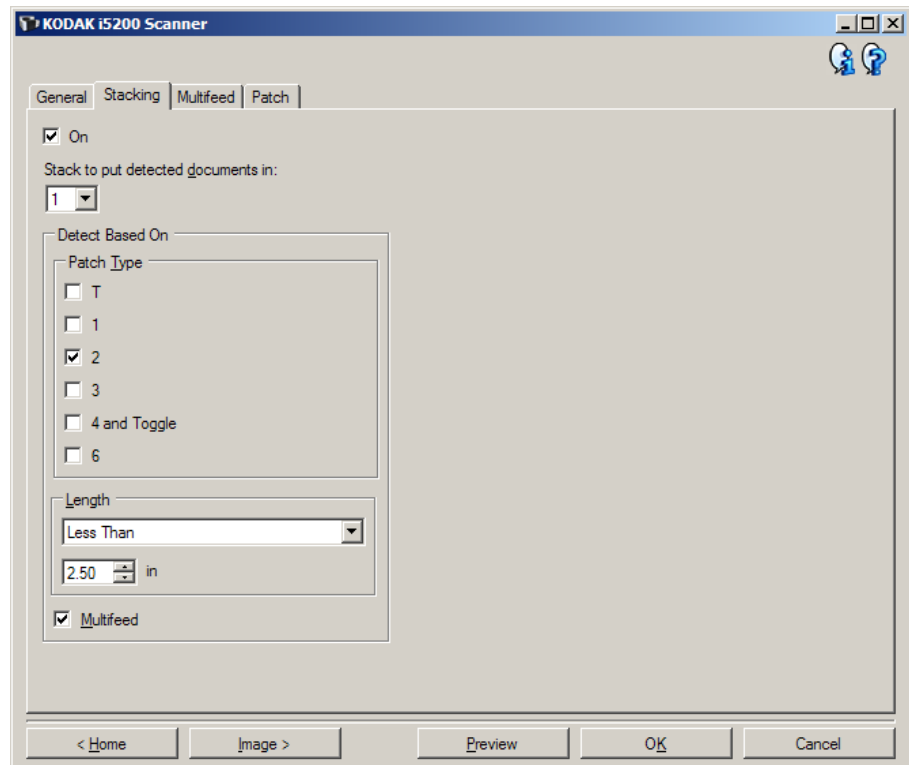 KODAK i5200 Scanner
General Stacking Multifeed Patch
On
Stack to put detected documents in:
1
Detect Based On
Patch Type
T
1
2
3
4 and Toggle
6
Length
Less Than
2.50 in
Multifeed
< Home Image > Preview OK Cancel